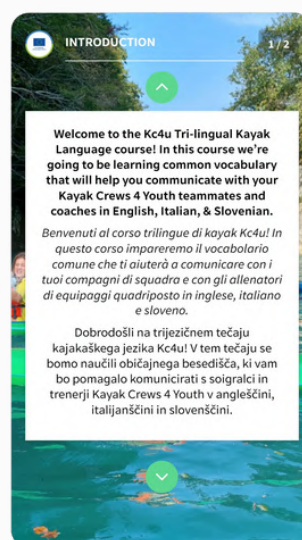 INTRODUCTION
1 / 2
Welcome to the Kc4u Tri-lingual Kayak
Language course! In this course we're
going to be learning common vocabulary
that will help you communicate with your
Kayak Crews 4 Youth teammates and
coaches in English, Italian, & Slovenian.
Benvenuti al corso trilingue di kayak Kc4u! In
questo corso impareremo il vocabolario
comune che ti aiuterà a comunicare con i
tuoi compagni di squadra e con gli allenatori
di equipaggi quadriposto in inglese, italiano
e sloveno.
Dobrodošli na trijezičnem tečaju
kajakaškega jezika Kc4u! V tem tečaju se
bomo naučili običajnega besedišča, ki vam
bo pomagalo komunicirati s soigralci in
trenerji Kayak Crews 4 Youth v angleščini,
italijanščini in slovenščini.